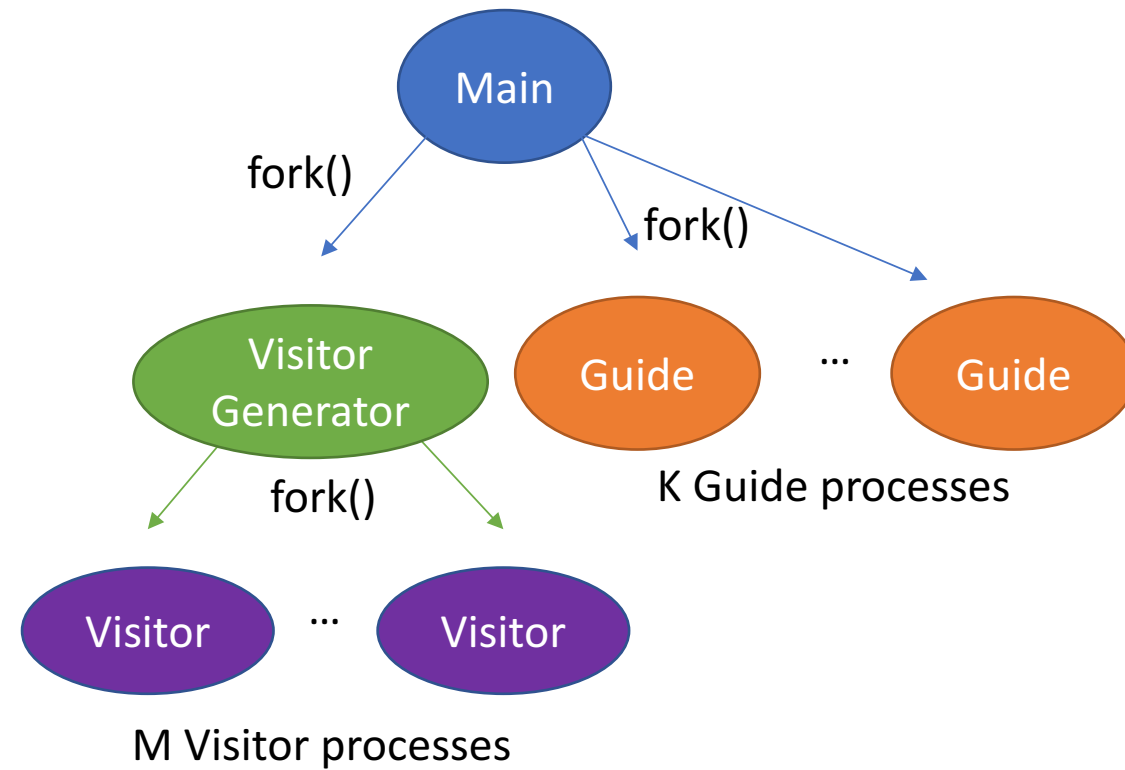 Main
fork()
fork()
Visitor
Generator
Guide
...
Guide
fork()
K Guide processes
Visitor
...
Visitor
M Visitor processes